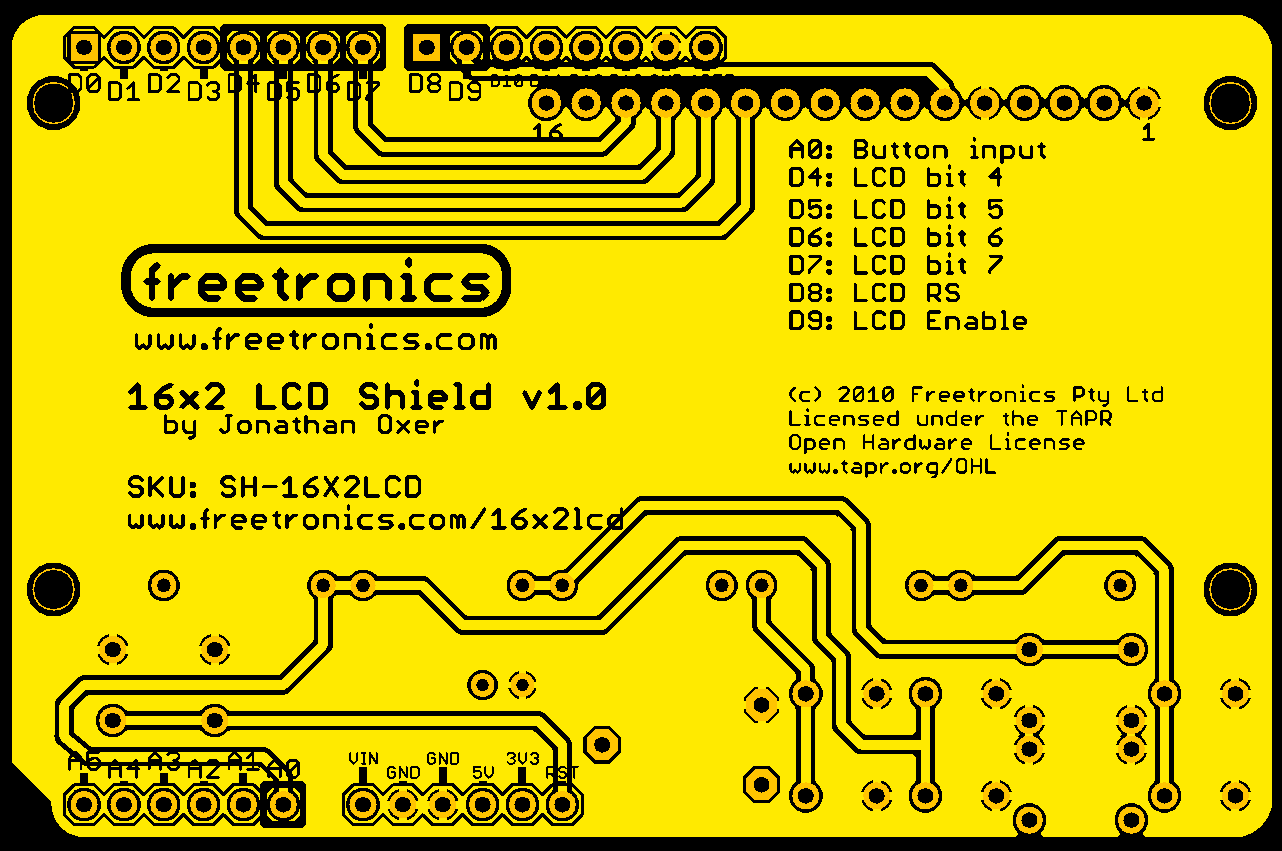 D0 D1 D2 D3 D4 D5 D6 D7 D8 D9 D10
16 1
A0: Button input
D4: LCD bit 4
D5: LCD bit 5
D6: LCD bit 6
D7: LCD bit 7
D8: LCD RS
D9: LCD Enable
freetronics
www.freetronics.com
16x2 LCD Shield v1.0
by Jonathan Oxer
(c) 2010 Freetronics Pty Ltd
Licensed under the TAPR
Open Hardware License
www.tapr.org/OHL
SKU: SH-16X2LCD
www.freetronics.com/16x2lcd
A5 A4 A3 A2 A1 A0 VIN GND GND 5V 3V3 RST